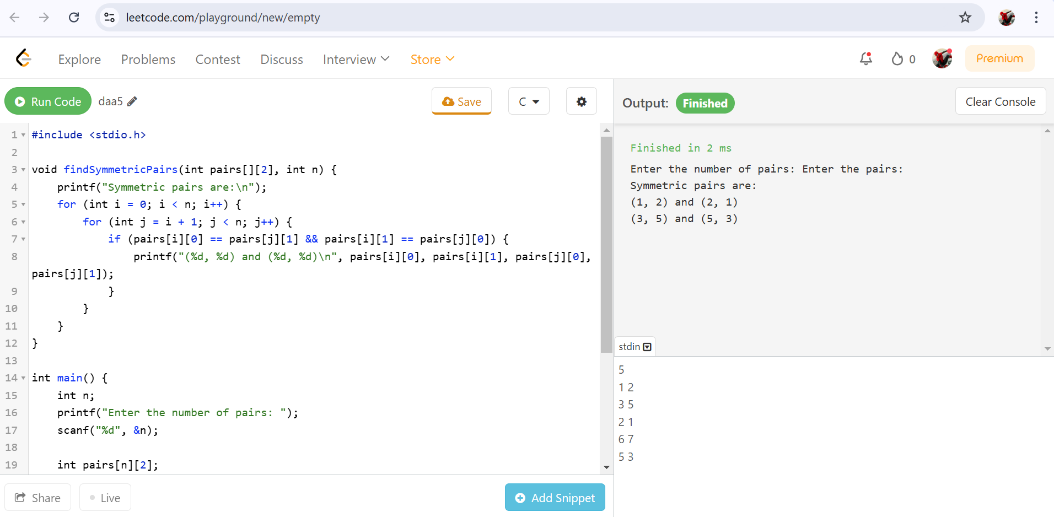 leetcode.com/playground/new/empty
Explore Problems Contest Discuss Interview Store 0 Premium
Run Code daa5 Save C
Output: Finished Clear Console
1 #include <stdio.h>
2
3 void findSymmetricPairs(int pairs[][2], int n) {
4 printf("Symmetric pairs are:\n");
5 for (int i = 0; i < n; i++) {
6 for (int j = i + 1; j < n; j++) {
7 if (pairs[i][0] == pairs[j][1] && pairs[i][1] == pairs[j][0]) {
8 printf("(%d, %d) and (%d, %d)\n", pairs[i][0], pairs[i][1], pairs[j][0],
pairs[j][1]);
9 }
10 }
11 }
12 }
13
14 int main() {
15 int n;
16 printf("Enter the number of pairs: ");
17 scanf("%d", &n);
18
19 int pairs[n][2];
Share Live Add Snippet
Finished in 2 ms
Enter the number of pairs: Enter the pairs:
Symmetric pairs are:
(1, 2) and (2, 1)
(3, 5) and (5, 3)
stdin
5
1 2
3 5
2 1
6 7
5 3